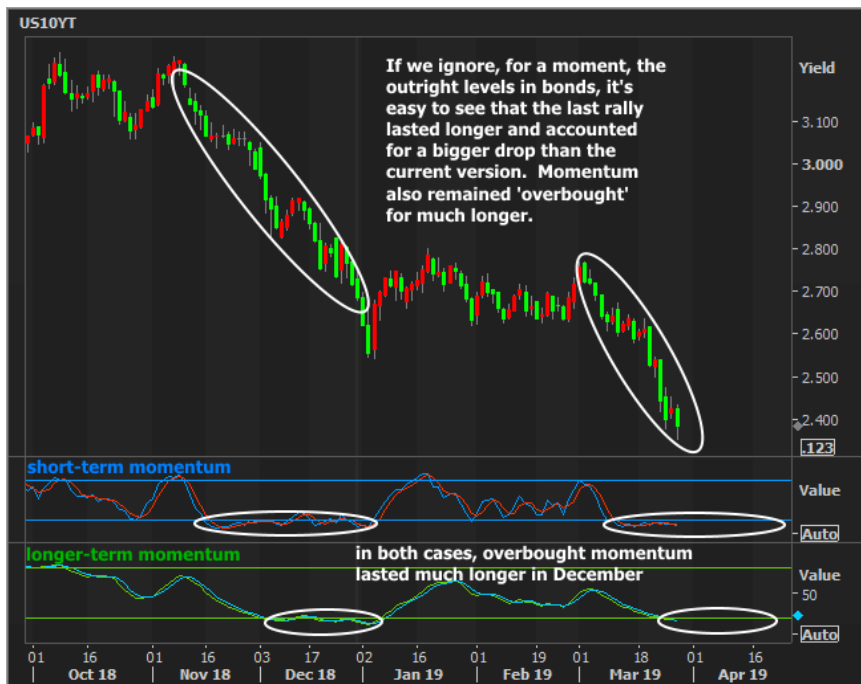 US10YT
If we ignore, for a moment, the
outright levels in bonds, it's
easy to see that the last rally
lasted longer and accounted
for a bigger drop than the
current version. Momentum
also remained 'overbought'
for much longer.
Yield
3.100
3.000
2.900
2.800
2.700
2.600
2.500
2.400
.123
short-term momentum
Value
Auto
longer-term momentum
in both cases, overbought momentum
lasted much longer in December
Value
50
Auto
01 16 01 16 03 17 02 16 01 19 01 18 01 16
Oct 18 Nov 18 Dec 18 Jan 19 Feb 19 Mar 19 Apr 19